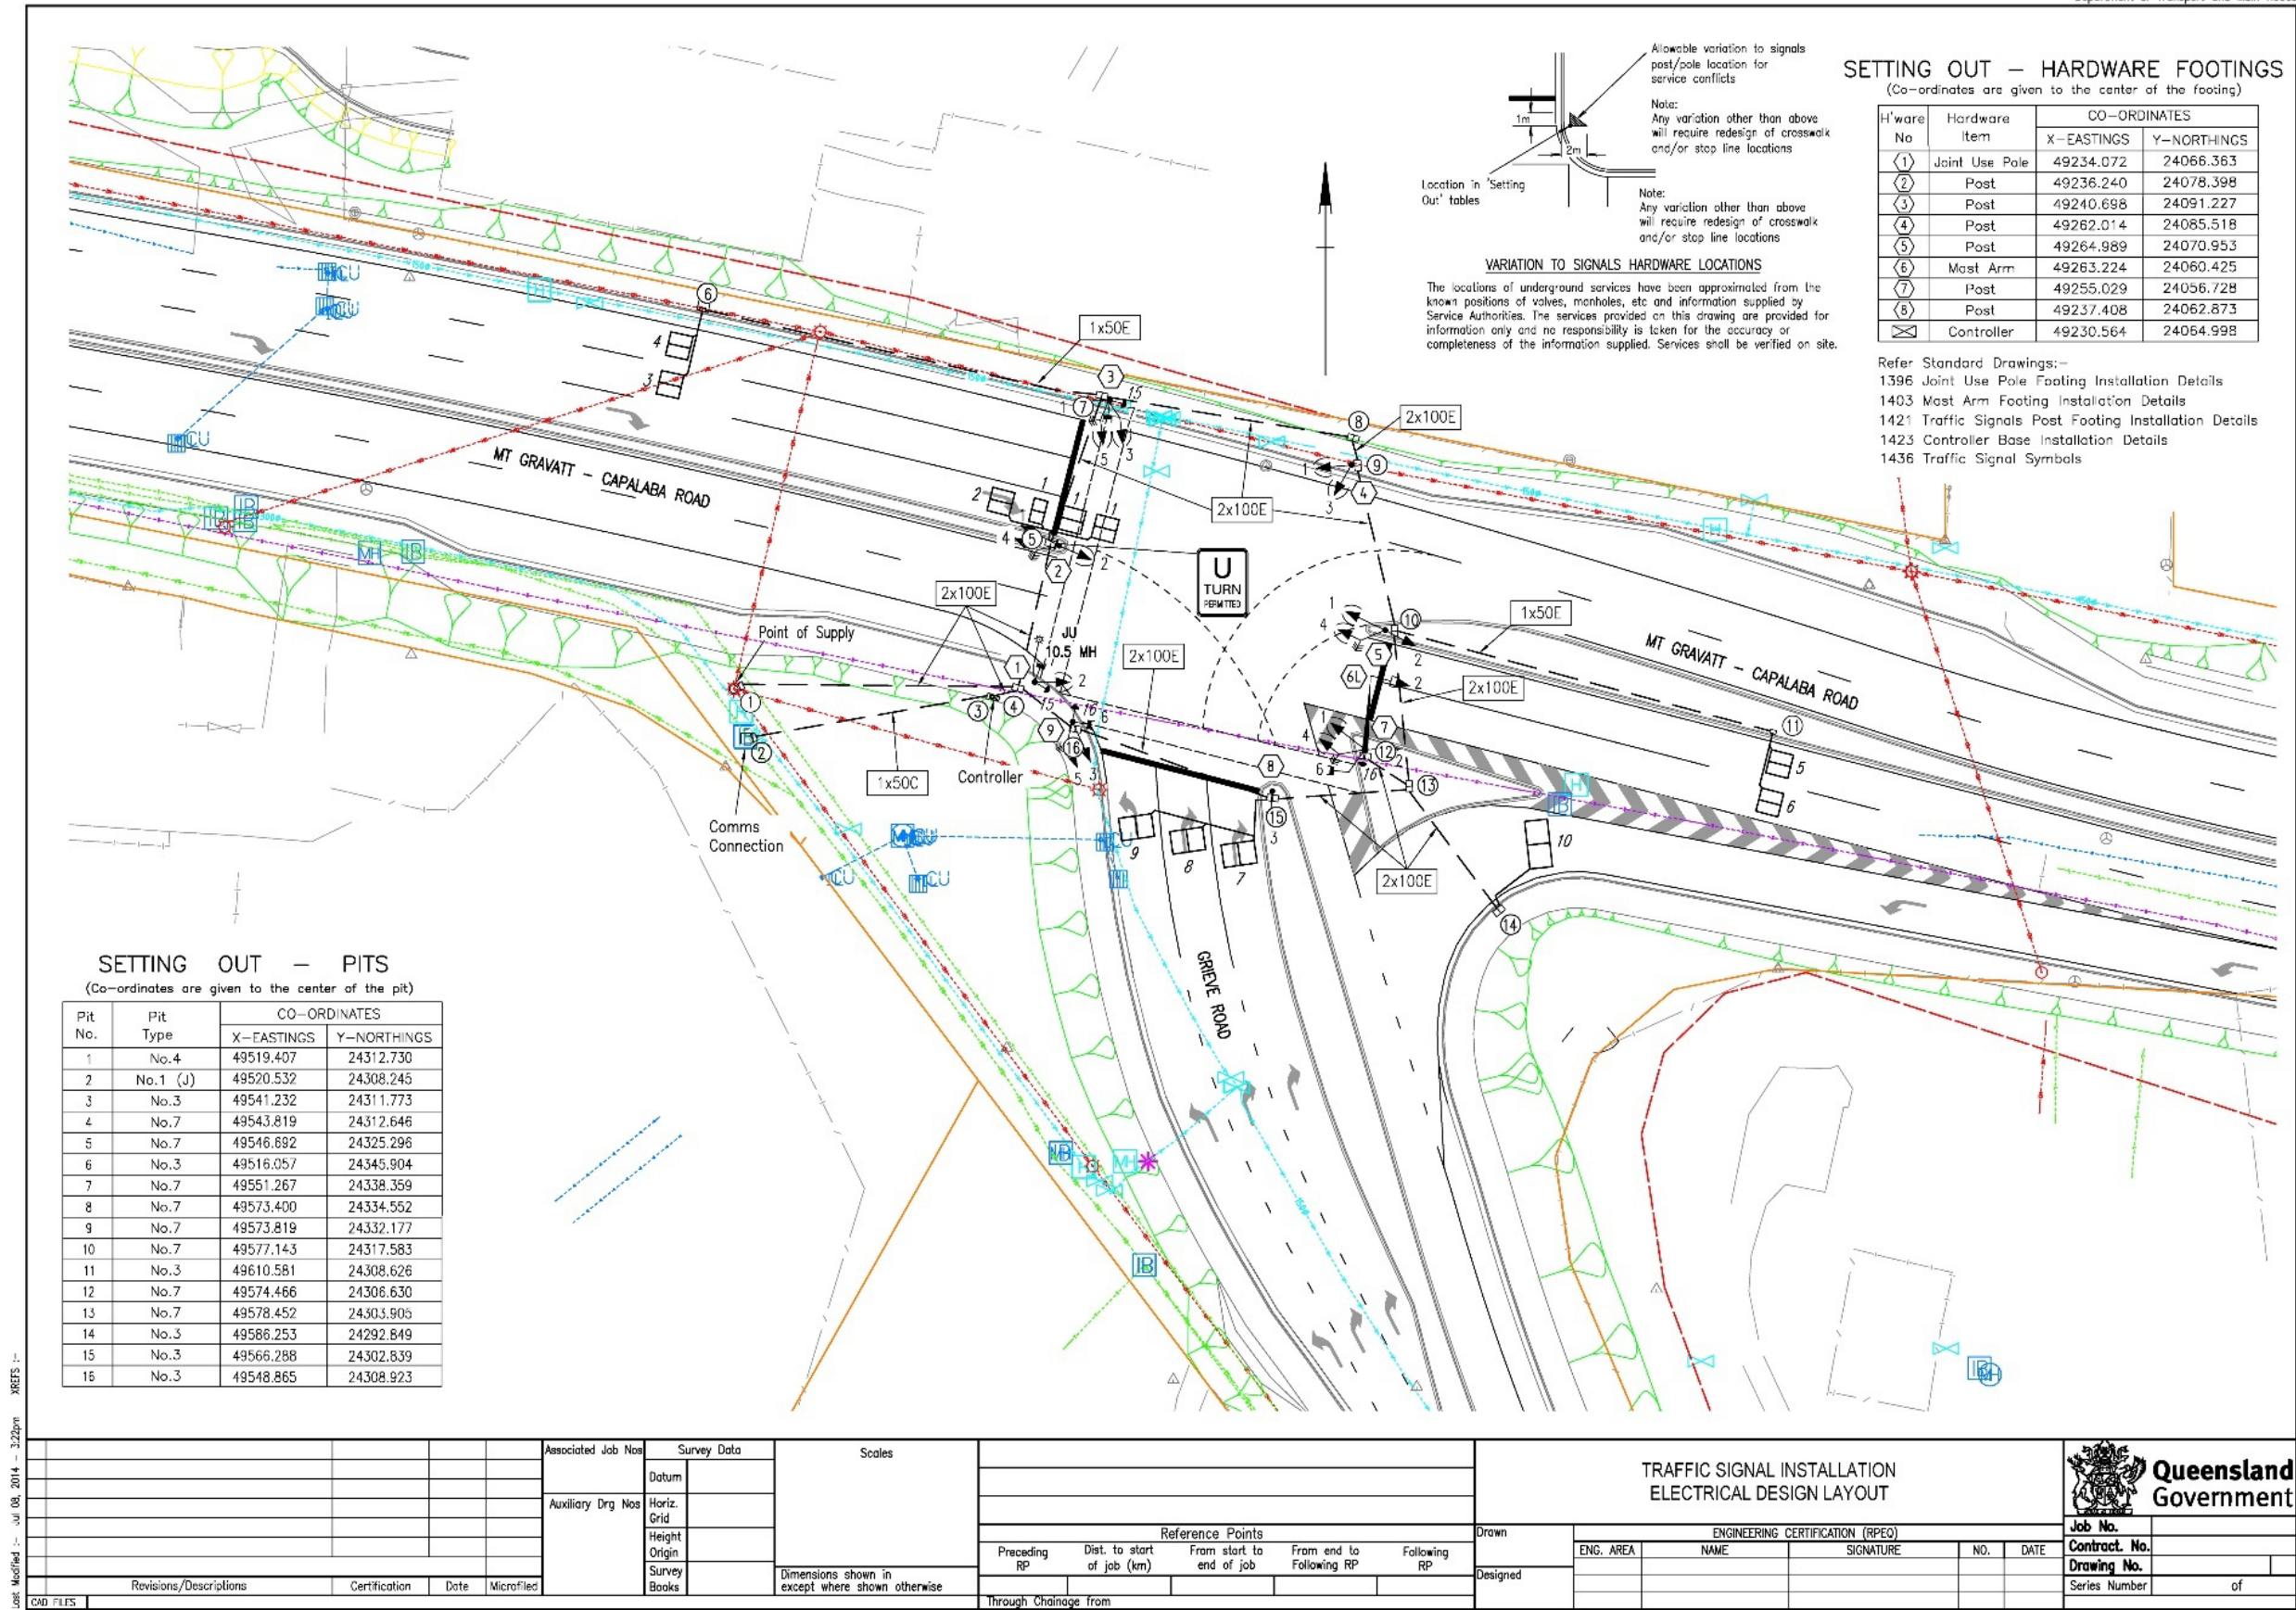 Allowable variation to signals
post/pole location for
service conflicts
Note:
Any variation other than above
will require redesign of crosswalk
and/or stop line locations
1m
2m
Location in 'Setting
Out' tables
Note:
Any variation other than above
will require redesign of crosswalk
and/or stop line locations
VARIATION TO SIGNALS HARDWARE LOCATIONS
The locations of underground services have been approximated from the
known positions of valves, manholes, etc and information supplied by
Service Authorities. The services provided on this drawing are provided for
information only and no responsibility is taken for the accuracy or
completeness of the information supplied. Services shall be verified on site.
SETTING OUT – HARDWARE FOOTINGS
(Co-ordinates are given to the center of the footing)
H'ware No Hardware Item CO-ORDINATES
X-EASTINGS Y-NORTHINGS
1 Joint Use Pole 49234.072 24066.363
2 Post 49236.240 24078.398
3 Post 49240.698 24091.227
4 Post 49262.014 24085.518
5 Post 49264.989 24070.953
6 Mast Arm 49263.224 24060.425
7 Post 49255.029 24056.728
8 Post 49237.408 24062.873
Controller 49230.564 24064.998
Refer Standard Drawings:-
1396 Joint Use Pole Footing Installation Details
1403 Mast Arm Footing Installation Details
1421 Traffic Signals Post Footing Installation Details
1423 Controller Base Installation Details
1436 Traffic Signal Symbols
1x50E
2x100E
2x100E
MT GRAVATT - CAPALABA ROAD
U
TURN
PERMITTED
2x100E
1x50E
Point of Supply
JU
10.5 MH
2x100E
MT GRAVATT - CAPALABA ROAD
6L
2x100E
1x50C
Controller
Comms
Connection
2x100E
GRIEVE ROAD
SETTING OUT – PITS
(Co-ordinates are given to the center of the pit)
Pit No. Pit Type CO-ORDINATES
X-EASTINGS Y-NORTHINGS
1 No.4 49519.407 24312.730
2 No.1 (J) 49520.532 24308.245
3 No.3 49541.232 24311.773
4 No.7 49543.819 24312.646
5 No.7 49546.692 24325.296
6 No.3 49516.057 24345.904
7 No.7 49551.267 24338.359
8 No.7 49573.400 24334.552
9 No.7 49573.819 24332.177
10 No.7 49577.143 24317.583
11 No.3 49610.581 24308.626
12 No.7 49574.466 24306.630
13 No.7 49578.452 24303.905
14 No.3 49586.253 24292.849
15 No.3 49566.288 24302.839
16 No.3 49548.865 24308.923
Last Modified :- Jul 08, 2014 - 3:22pm XREFS :-
Revisions/Descriptions Certification Date Microfilmed
CAD FILES
Associated Job Nos
Auxiliary Drg Nos
Survey Data
Datum
Horiz.
Grid
Height
Origin
Survey
Books
Scales
Dimensions shown in
except where shown otherwise
Reference Points
Preceding RP Dist. to start of job (km) From start to end of job From end to Following RP Following RP
Through Chainage from
TRAFFIC SIGNAL INSTALLATION
ELECTRICAL DESIGN LAYOUT
Drawn
Designed
ENGINEERING CERTIFICATION (RPEQ)
ENG. AREA NAME SIGNATURE NO. DATE
Queensland
Government
Job No.
Contract. No.
Drawing No.
Series Number of